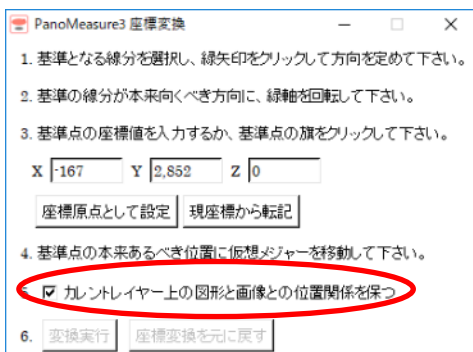 PanoMeasure3 座標変換
1. 基準となる線分を選択し、緑矢印をクリックして方向を定めて下さい。
2. 基準の線分が本来向くべき方向に、緑軸を回転して下さい。
3. 基準点の座標値を入力するか、基準点の旗をクリックして下さい。
X -167 Y 2,852 Z 0
座標原点として設定 現座標から転記
4. 基準点の本来あるべき位置に仮想メジャーを移動して下さい。
カレントレイヤー上の図形と画像との位置関係を保つ
6. 変換実行 座標変換を元に戻す